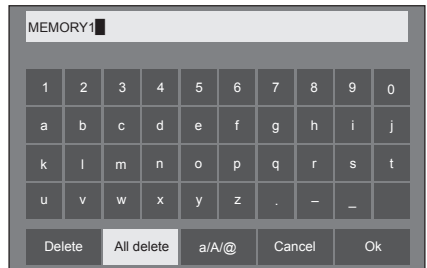 MEMORY1
1 2 3 4 5 6 7 8 9 0
a b c d e f g h i j
k l m n o p q r s t
u v w x y z . – _
Delete All delete a/A/@ Cancel Ok